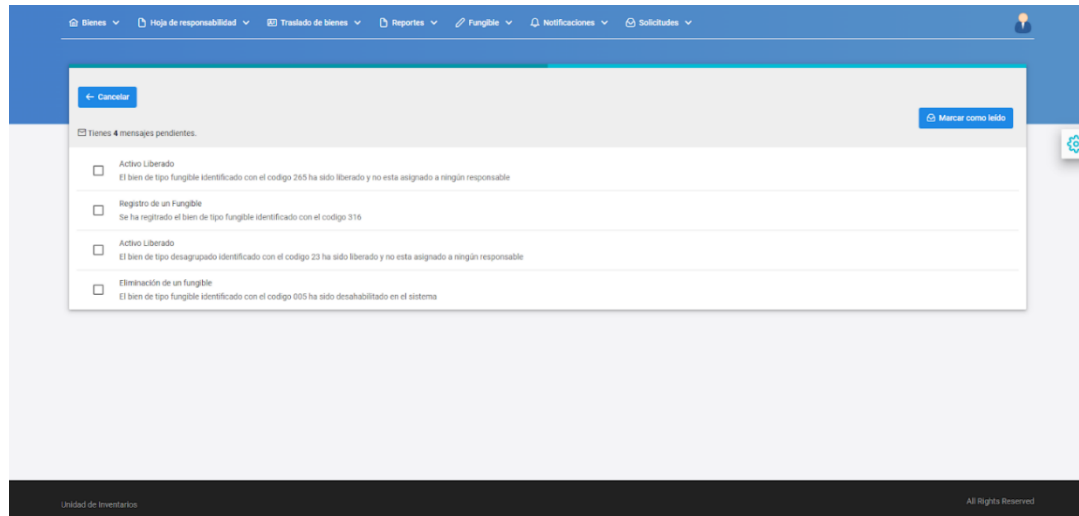 Bienes Hoja de responsabilidad Traslado de bienes Reportes Fungible Notificaciones Solicitudes
Cancelar
Marcar como leído
Tienes 4 mensajes pendientes.
Activo Liberado
El bien de tipo fungible identificado con el codigo 265 ha sido liberado y no esta asignado a ningún responsable
Registro de un Fungible
Se ha regitrado el bien de tipo fungible identificado con el codigo 316
Activo Liberado
El bien de tipo desagrupado identificado con el codigo 23 ha sido liberado y no esta asignado a ningún responsable
Eliminación de un fungible
El bien de tipo fungible identificado con el codigo 005 ha sido desahabilitado en el sistema
Unidad de Inventarios
All Rights Reserved